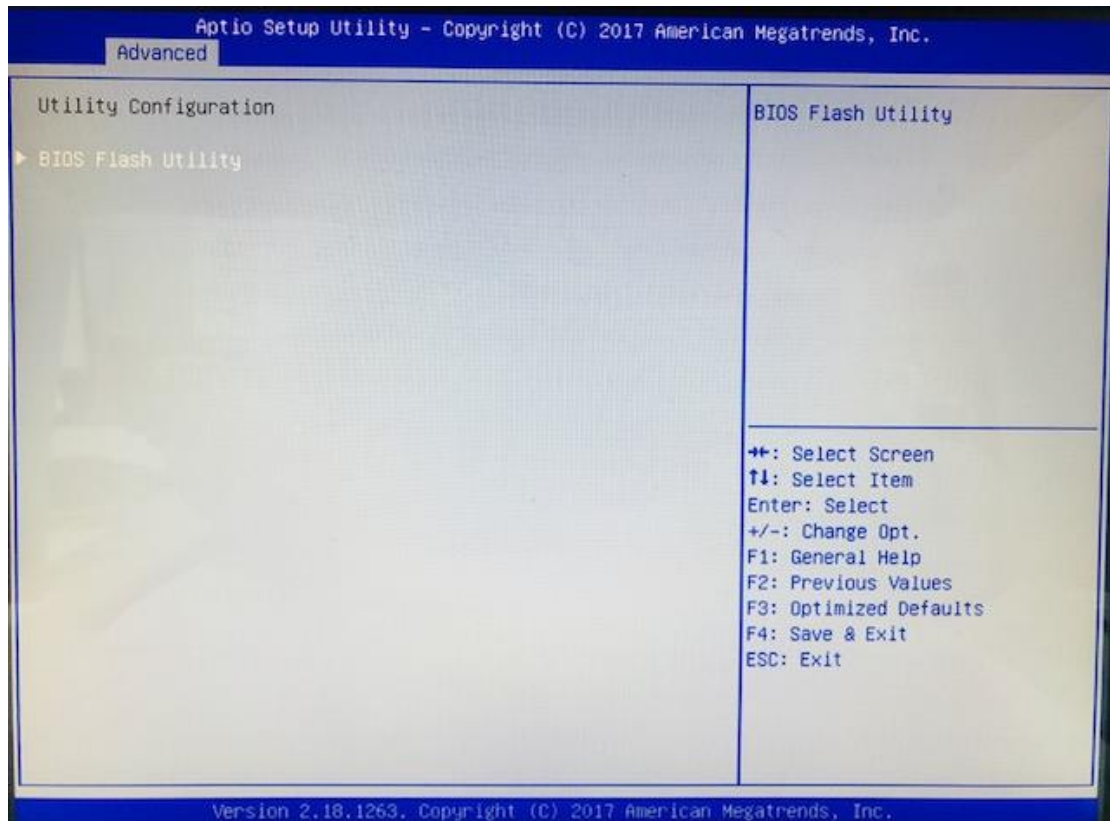 Aptio Setup Utility – Copyright (C) 2017 American Megatrends, Inc.
Advanced
Utility Configuration
▶ BIOS Flash Utility
BIOS Flash Utility
→←: Select Screen
↑↓: Select Item
Enter: Select
+/-: Change Opt.
F1: General Help
F2: Previous Values
F3: Optimized Defaults
F4: Save & Exit
ESC: Exit
Version 2.18.1263. Copyright (C) 2017 American Megatrends, Inc.